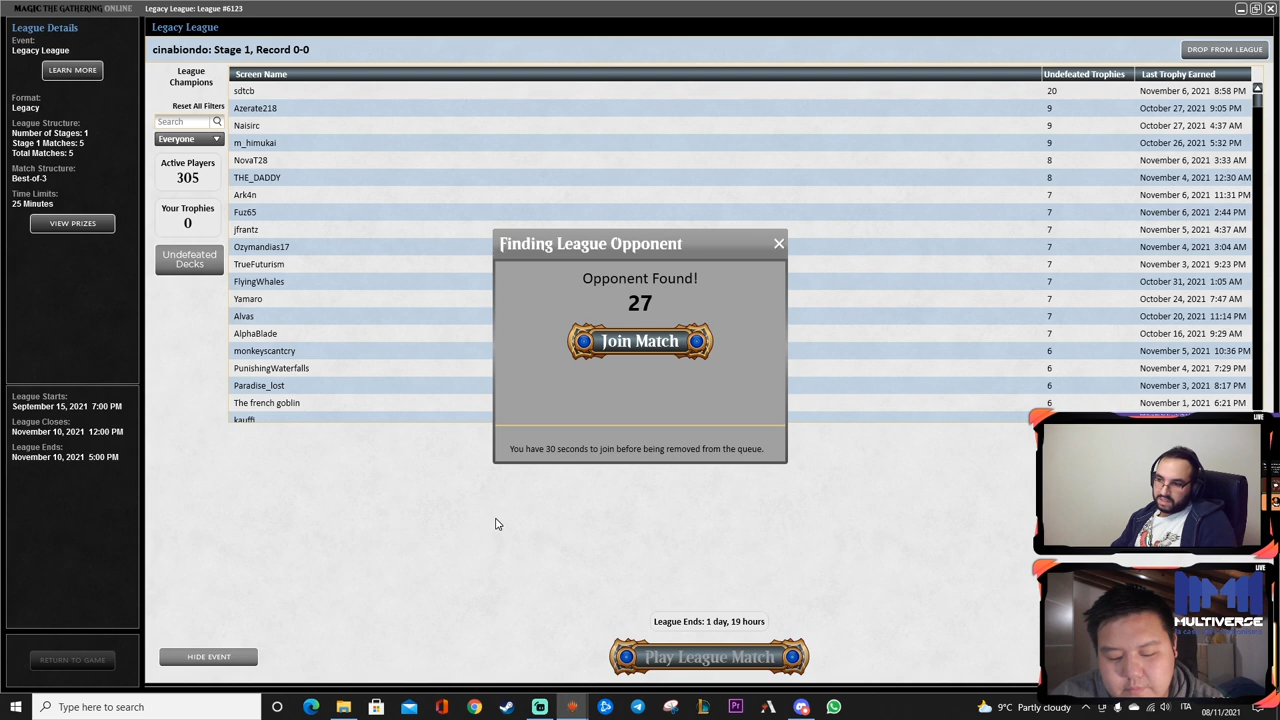 MAGIC THE GATHERING ONLINE
Legacy League: League #6123
League Details
Event:
Legacy League
LEARN MORE
Format:
Legacy
League Structure:
Number of Stages: 1
Stage 1 Matches: 5
Total Matches: 5
Match Structure:
Best-of-3
Time Limits:
25 Minutes
VIEW PRIZES
League Starts:
September 15, 2021 7:00 PM
League Closes:
November 10, 2021 12:00 PM
League Ends:
November 10, 2021 5:00 PM
RETURN TO GAME
Legacy League
cinabiondo: Stage 1, Record 0-0
DROP FROM LEAGUE
League
Champions
Reset All Filters
Search
Everyone
Active Players
305
Your Trophies
0
Undefeated
Decks
Screen Name Undefeated Trophies Last Trophy Earned
sdtcb 20 November 6, 2021 8:58 PM
Azerate218 9 October 27, 2021 9:05 PM
Naisirc 9 October 27, 2021 4:37 AM
m_himukai 9 October 26, 2021 5:32 PM
NovaT28 8 November 6, 2021 3:33 AM
THE_DADDY 8 November 4, 2021 12:30 AM
Ark4n 7 November 6, 2021 11:31 PM
Fuz65 7 November 6, 2021 2:44 PM
jfrantz 7 November 5, 2021 4:37 AM
Ozymandias17 7 November 4, 2021 3:04 AM
TrueFuturism 7 November 3, 2021 9:23 PM
FlyingWhales 7 October 31, 2021 1:05 AM
Yamaro 7 October 24, 2021 7:47 AM
Alvas 7 October 20, 2021 11:14 PM
AlphaBlade 7 October 16, 2021 9:29 AM
monkeyscantcry 6 November 5, 2021 10:36 PM
PunishingWaterfalls 6 November 4, 2021 7:29 PM
Paradise_lost 6 November 3, 2021 8:17 PM
The french goblin 6 November 1, 2021 6:21 PM
kauffi
Finding League Opponent
Opponent Found!
27
Join Match
You have 30 seconds to join before being removed from the queue.
League Ends: 1 day, 19 hours
Play League Match
HIDE EVENT
LIVE
LIVE
MULTIVERSE
Type here to search
9°C Partly cloudy
ITA
08/11/2021